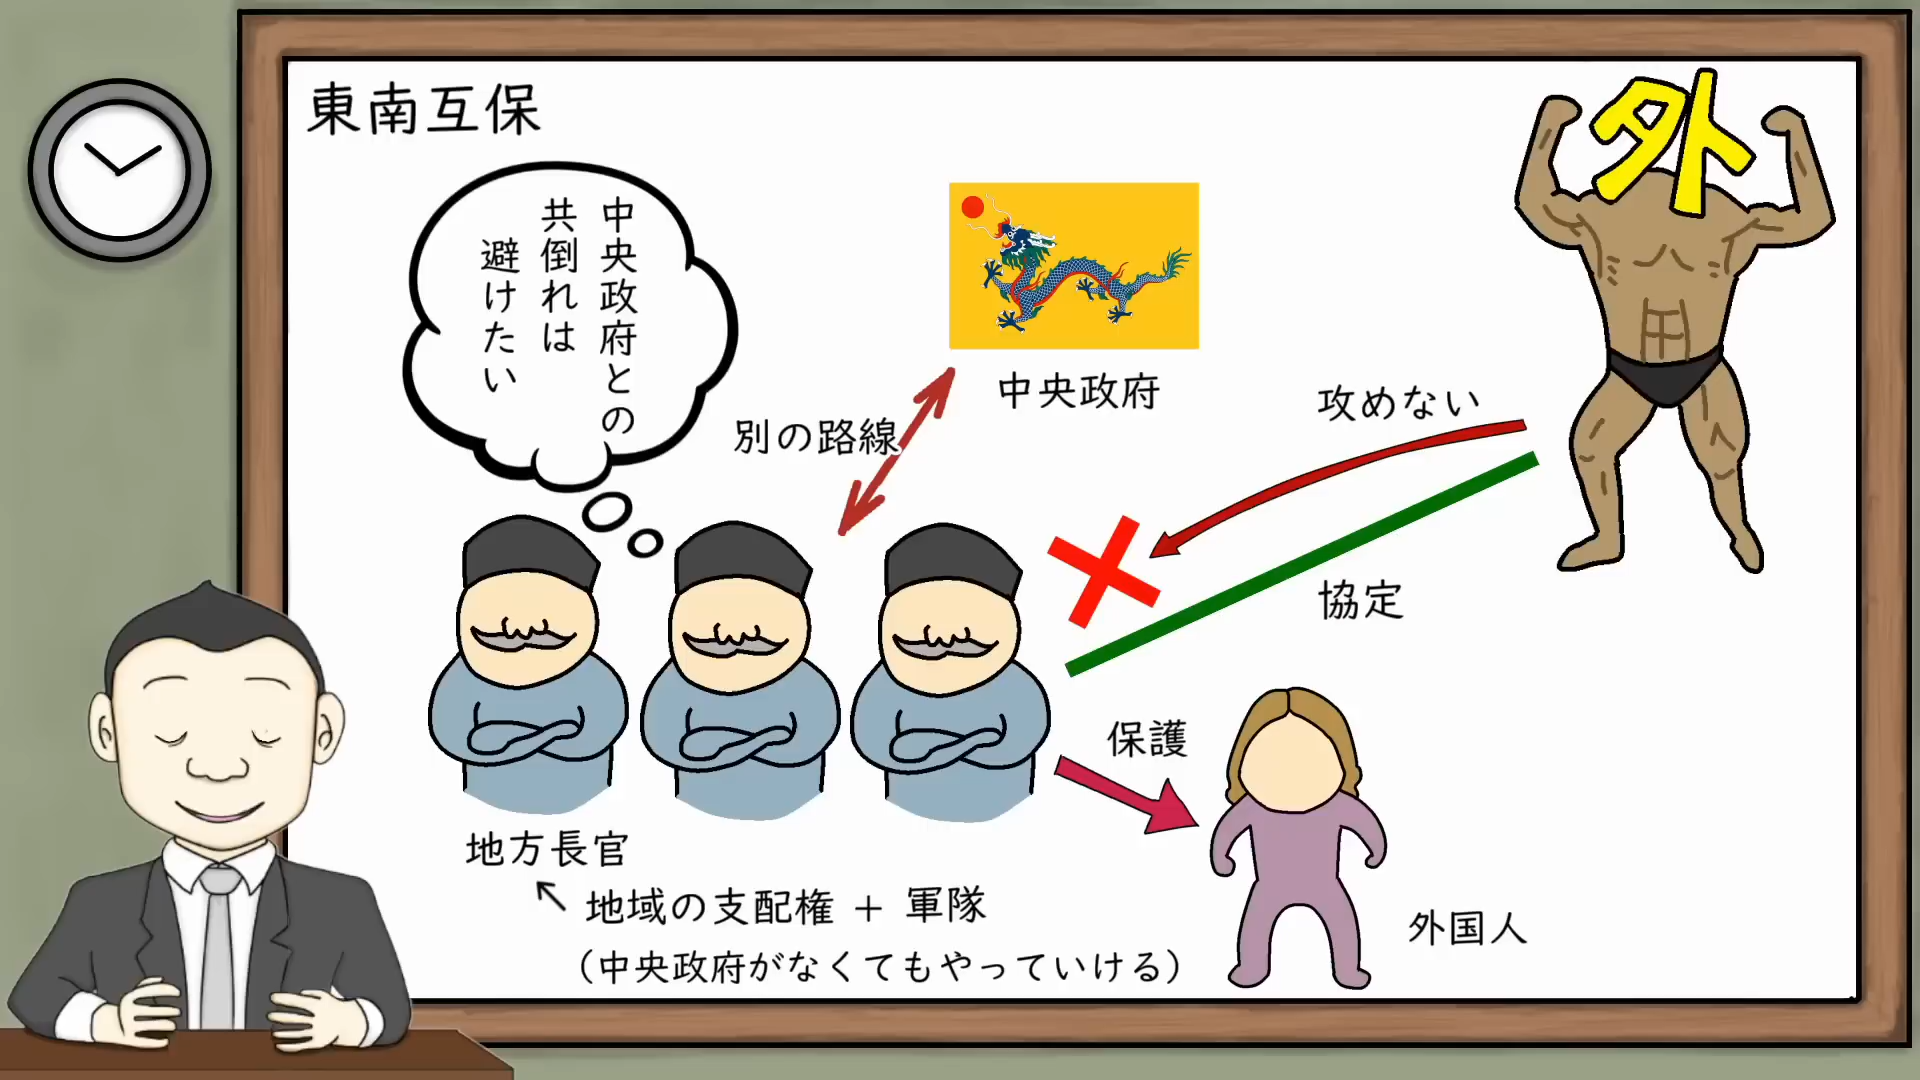 東南互保
中央政府との
共倒れは
避けたい
外
中央政府
別の路線
攻めない
協定
保護
地方長官
地域の支配権 + 軍隊
(中央政府がなくてもやっていける)
外国人